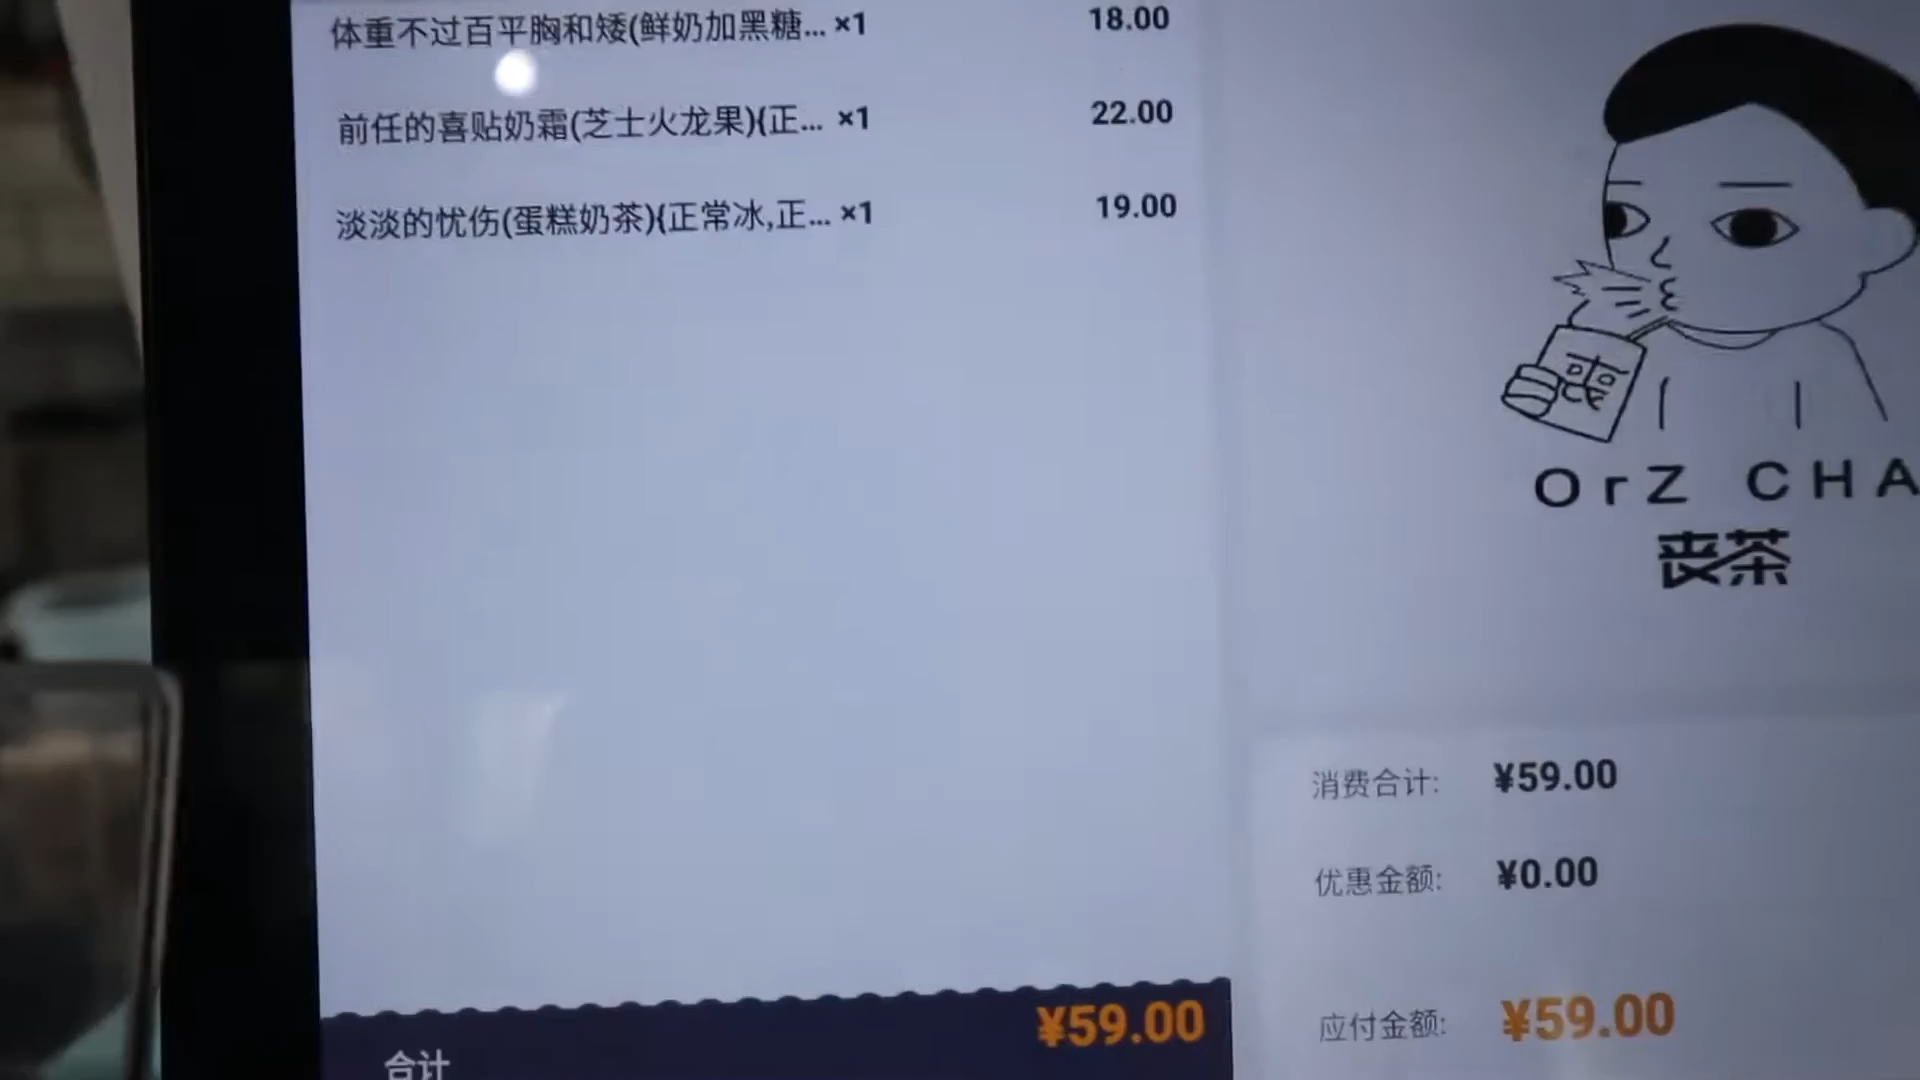 体重不过百平胸和矮(鲜奶加黑糖... ×1 18.00
前任的喜贴奶霜(芝士火龙果){正... ×1 22.00
淡淡的忧伤(蛋糕奶茶){正常冰,正... ×1 19.00
合计 ¥59.00
喪
OrZ CHA
丧茶
消费合计: ¥59.00
优惠金额: ¥0.00
应付金额: ¥59.00